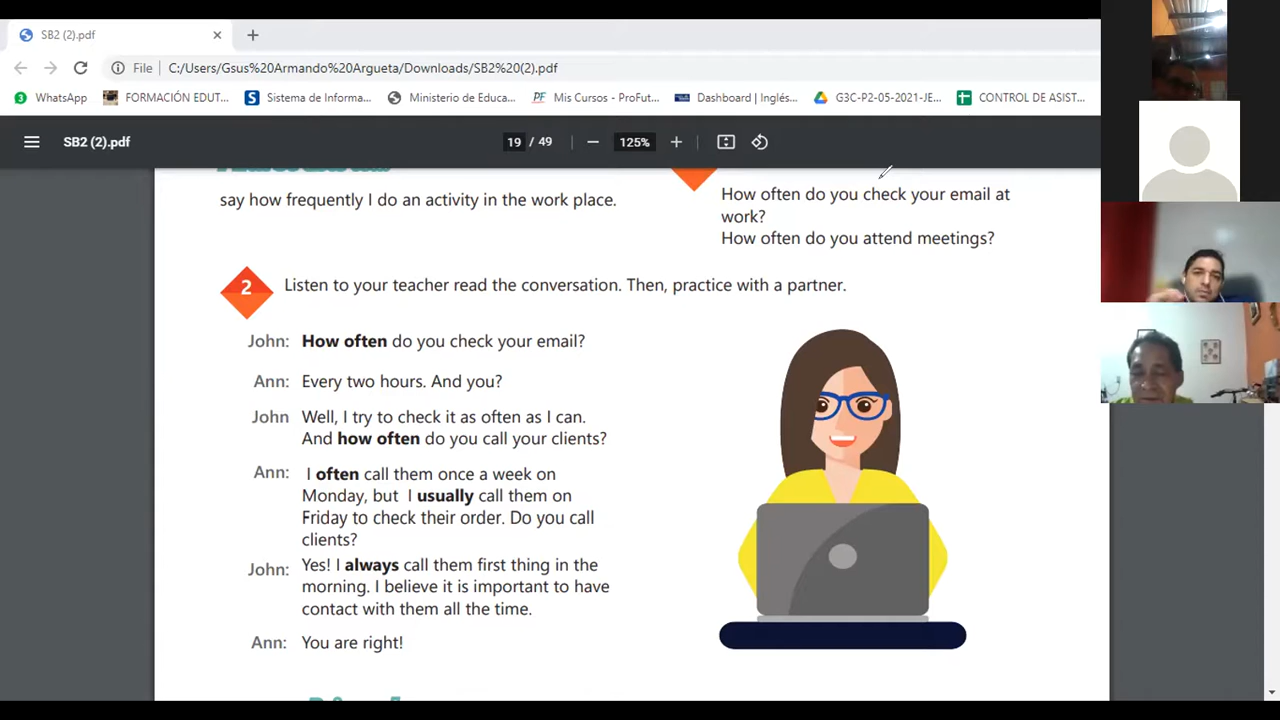 SB2 (2).pdf
File
C:/Users/Gsus%20Armando%20Argueta/Downloads/SB2%20(2).pdf
WhatsApp
FORMACIÓN EDUT...
Sistema de Informa...
Ministerio de Educa...
Mis Cursos - ProFut...
Dashboard | Inglés...
G3C-P2-05-2021-JE...
CONTROL DE ASIST...
SB2 (2).pdf
19 / 49
125%
say how frequently I do an activity in the work place.
How often do you check your email at
work?
How often do you attend meetings?
2
Listen to your teacher read the conversation. Then, practice with a partner.
John: How often do you check your email?
Ann: Every two hours. And you?
John Well, I try to check it as often as I can.
And how often do you call your clients?
Ann: I often call them once a week on
Monday, but I usually call them on
Friday to check their order. Do you call
clients?
John: Yes! I always call them first thing in the
morning. I believe it is important to have
contact with them all the time.
Ann: You are right!